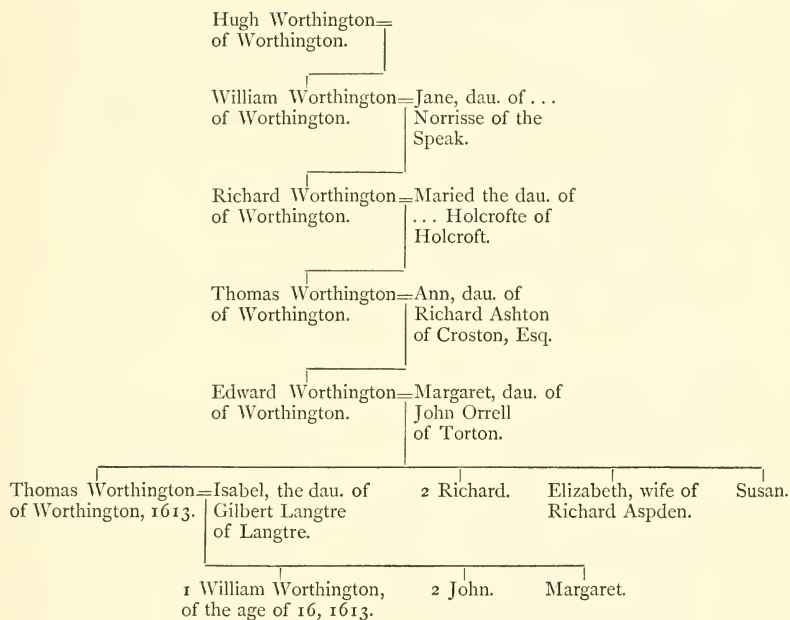 Hugh Worthington=
of Worthington.
William Worthington=Jane, dau. of ...
of Worthington. Norrisse of the
Speak.
Richard Worthington=Maried the dau. of
of Worthington. ... Holcrofte of
Holcroft.
Thomas Worthington=Ann, dau. of
of Worthington. Richard Ashton
of Croston, Esq.
Edward Worthington=Margaret, dau. of
of Worthington. John Orrell
of Torton.
Thomas Worthington=Isabel, the dau. of 2 Richard. Elizabeth, wife of Susan.
of Worthington, 1613. Gilbert Langtre Richard Aspden.
of Langtre.
1 William Worthington, 2 John. Margaret.
of the age of 16, 1613.